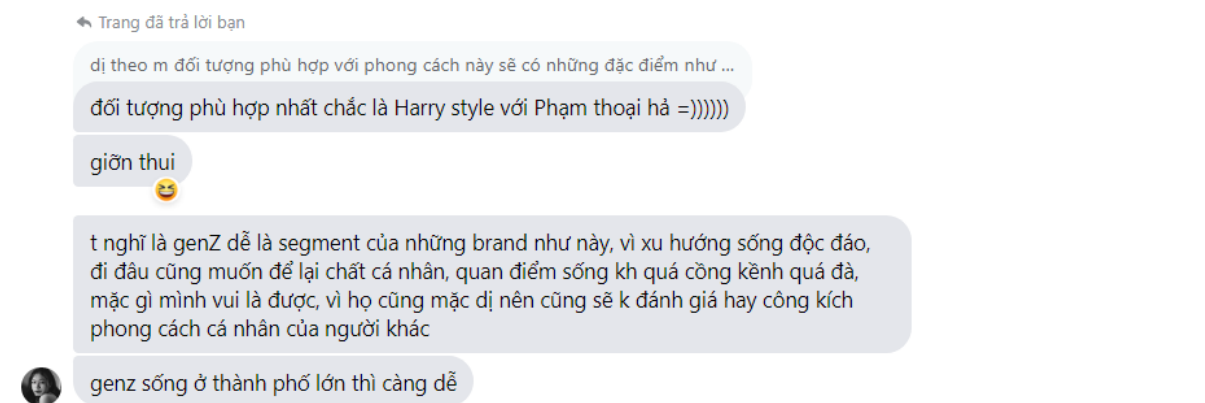 Trang đã trả lời bạn
dị theo m đối tượng phù hợp với phong cách này sẽ có những đặc điểm như ...
đối tượng phù hợp nhất chắc là Harry style với Phạm thoại hả =))))))
giỡn thui
t nghĩ là genZ dễ là segment của những brand như này, vì xu hướng sống độc đáo,
đi đâu cũng muốn để lại chất cá nhân, quan điểm sống kh quá cồng kềnh quá đà,
mặc gì mình vui là được, vì họ cũng mặc dị nên cũng sẽ k đánh giá hay công kích
phong cách cá nhân của người khác
genz sống ở thành phố lớn thì càng dễ